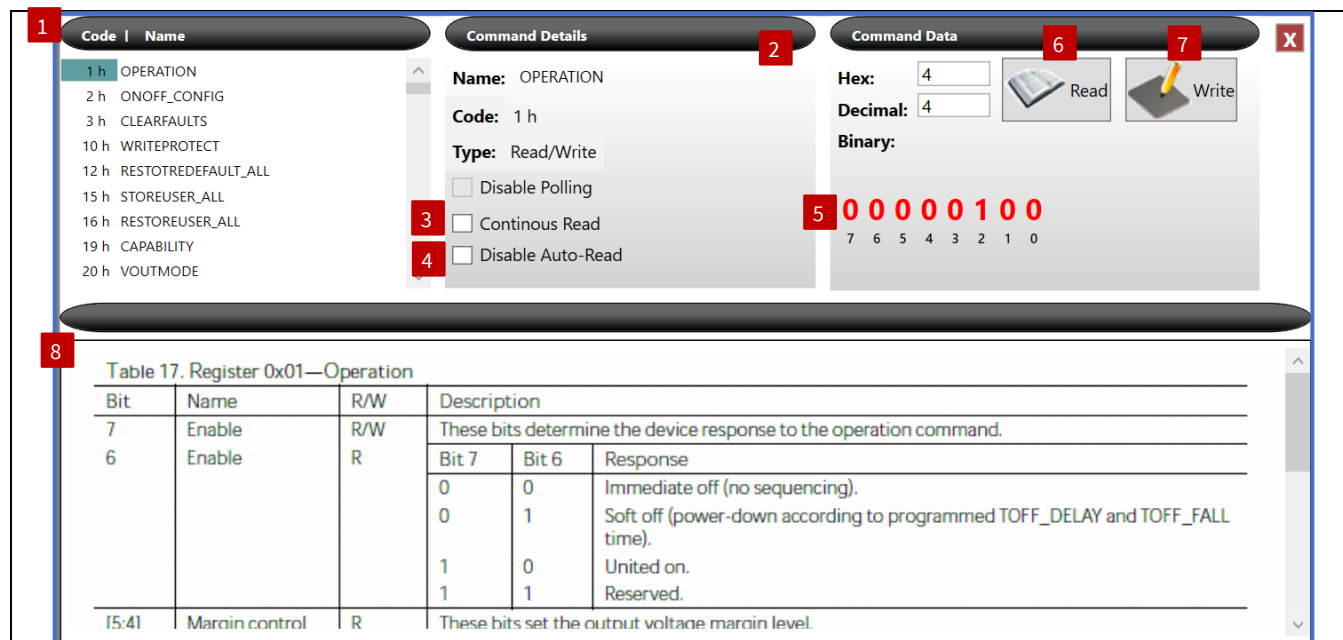 1
Code | Name
1 h OPERATION
2 h ONOFF_CONFIG
3 h CLEARFAULTS
10 h WRITEPROTECT
12 h RESTOTREDEFAULT_ALL
15 h STOREUSER_ALL
16 h RESTOREUSER_ALL
19 h CAPABILITY
20 h VOUTMODE
Command Details
2
Name: OPERATION
Code: 1 h
Type: Read/Write
Disable Polling
3 Continous Read
4 Disable Auto-Read
Command Data
6
7
X
Hex: 4
Decimal: 4
Read
Write
Binary:
5 0 0 0 0 0 1 0 0
7 6 5 4 3 2 1 0
8
Table 17. Register 0x01—Operation
Bit Name R/W Description
7 Enable R/W These bits determine the device response to the operation command.
6 Enable R Bit 7 Bit 6 Response
0 0 Immediate off (no sequencing).
0 1 Soft off (power-down according to programmed TOFF_DELAY and TOFF_FALL
time).
1 0 United on.
1 1 Reserved.
[5:4] Margin control R These bits set the output voltage margin level.